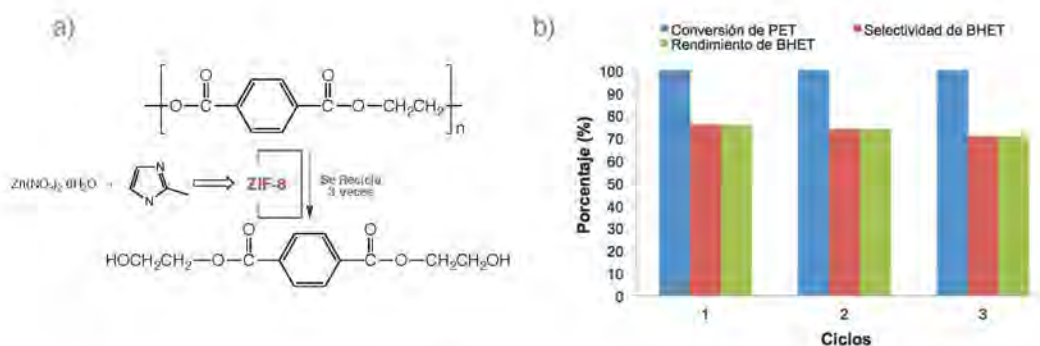 a)
O
O
O C
C O CH₂CH₂
n
Zn(NO₃)₂ 6H₂O +
N
N
ZIF-8
Se Recicla
3 veces
O
O
HOCH₂CH₂ O C
C O CH₂CH₂OH
b)
Conversión de PET
Selectividad de BHET
Rendimiento de BHET
Porcentaje (%)
100
90
80
70
60
50
40
30
20
10
0
1
2
3
Ciclos